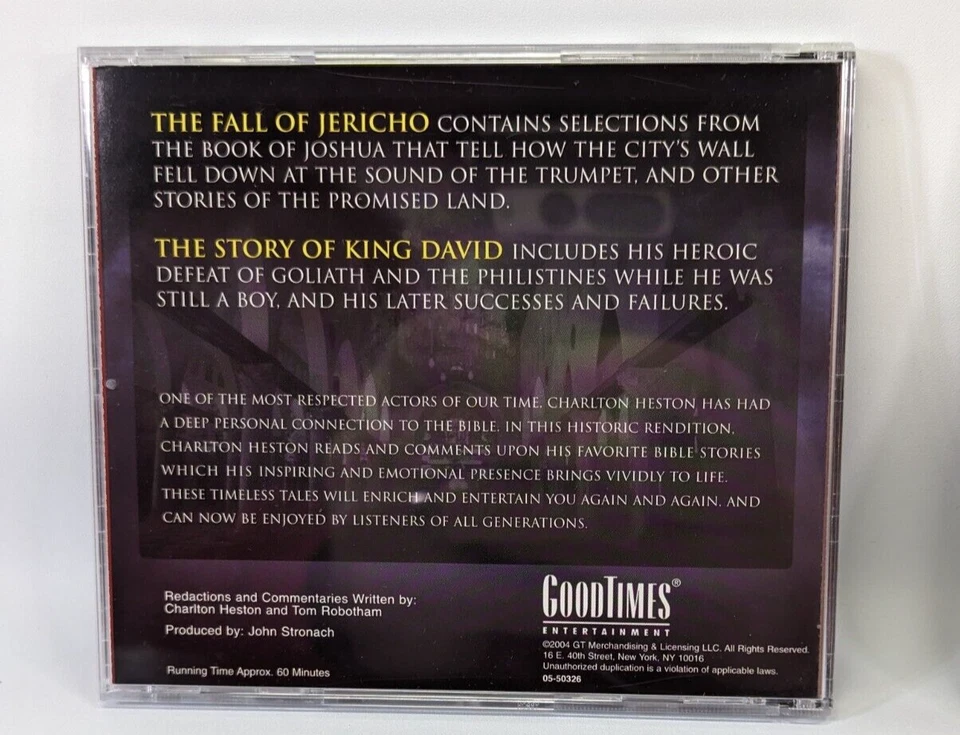 THE FALL OF JERICHO CONTAINS SELECTIONS FROM
THE BOOK OF JOSHUA THAT TELL HOW THE CITY'S WALL
FELL DOWN AT THE SOUND OF THE TRUMPET, AND OTHER
STORIES OF THE PROMISED LAND.
THE STORY OF KING DAVID INCLUDES HIS HEROIC
DEFEAT OF GOLIATH AND THE PHILISTINES WHILE HE WAS
STILL A BOY, AND HIS LATER SUCCESSES AND FAILURES.
ONE OF THE MOST RESPECTED ACTORS OF OUR TIME, CHARLTON HESTON HAS HAD
A DEEP PERSONAL CONNECTION TO THE BIBLE. IN THIS HISTORIC RENDITION,
CHARLTON HESTON READS AND COMMENTS UPON HIS FAVORITE BIBLE STORIES
WHICH HIS INSPIRING AND EMOTIONAL PRESENCE BRINGS VIVIDLY TO LIFE.
THESE TIMELESS TALES WILL ENRICH AND ENTERTAIN YOU AGAIN AND AGAIN, AND
CAN NOW BE ENJOYED BY LISTENERS OF ALL GENERATIONS.
Redactions and Commentaries Written by:
Charlton Heston and Tom Robotham
Produced by: John Stronach
Running Time Approx. 60 Minutes
GOODTIMES®
ENTERTAINMENT
©2004 GT Merchandising & Licensing LLC. All Rights Reserved.
16 E. 40th Street, New York, NY 10016
Unauthorized duplication is a violation of applicable laws.
05-50326